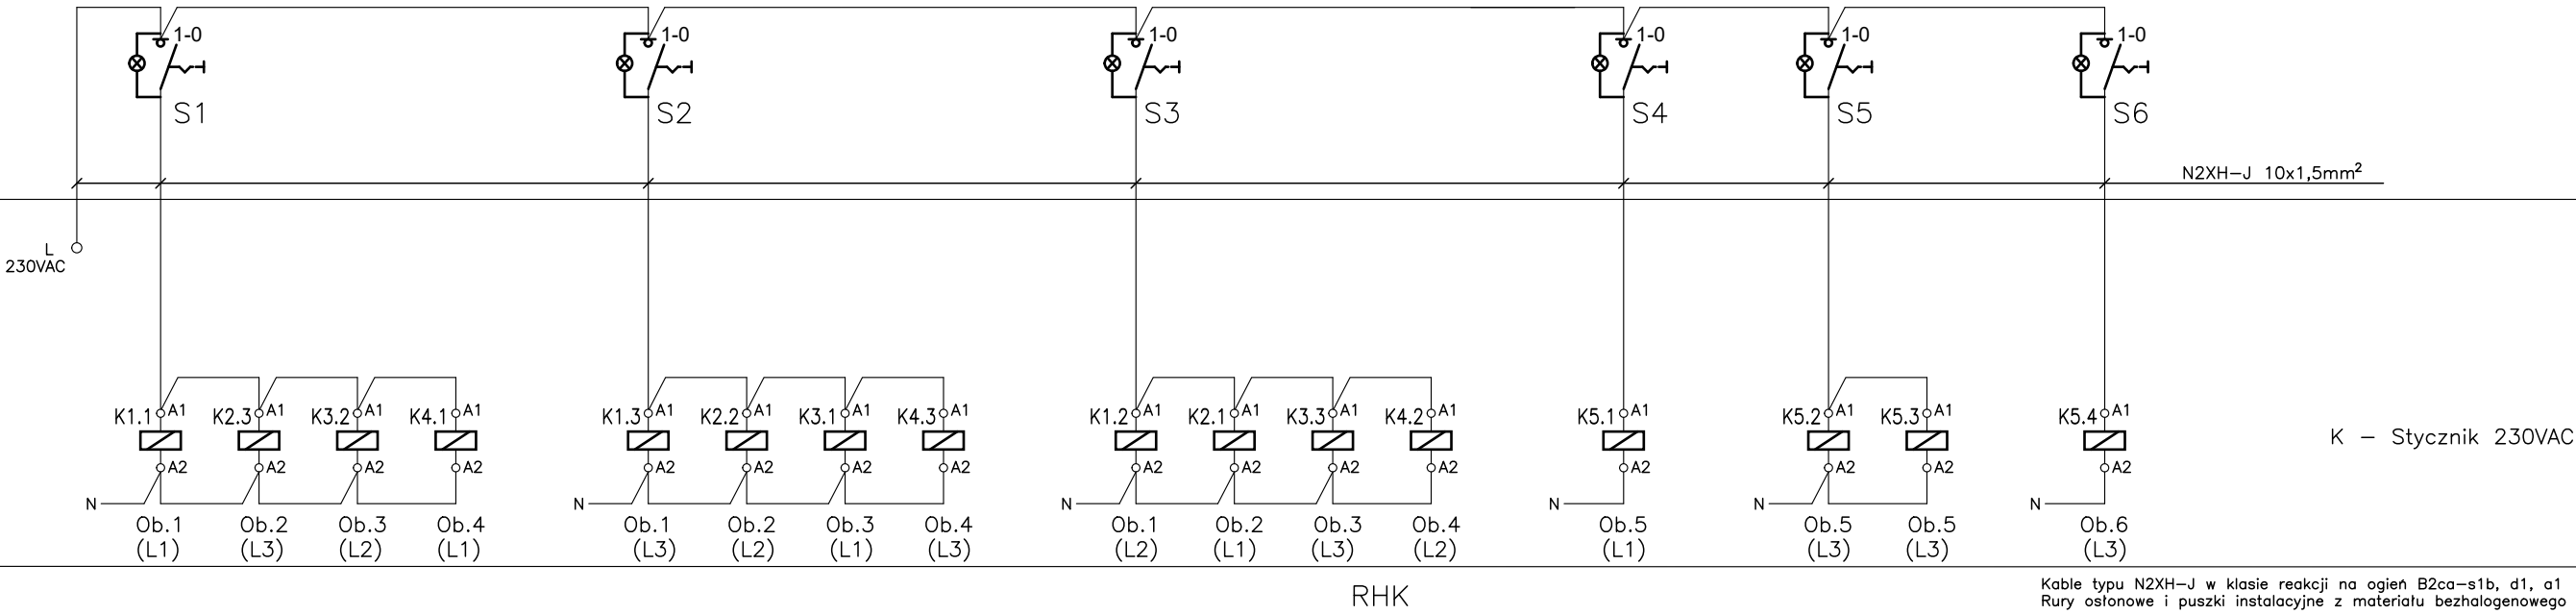 1-0 1-0 1-0 1-0 1-0 1-0
S1 S2 S3 S4 S5 S6
N2XH-J 10x1,5mm²
L
230VAC
K1.1 A1 K2.3 A1 K3.2 A1 K4.1 A1 K1.3 A1 K2.2 A1 K3.1 A1 K4.3 A1 K1.2 A1 K2.1 A1 K3.3 A1 K4.2 A1 K5.1 A1 K5.2 A1 K5.3 A1 K5.4 A1
K - Stycznik 230VAC
A2 A2 A2 A2 A2 A2 A2 A2 A2 A2 A2 A2 A2 A2 A2 A2
N N N N N N
Ob.1 Ob.2 Ob.3 Ob.4 Ob.1 Ob.2 Ob.3 Ob.4 Ob.1 Ob.2 Ob.3 Ob.4 Ob.5 Ob.5 Ob.5 Ob.6
(L1) (L3) (L2) (L1) (L3) (L2) (L1) (L3) (L2) (L1) (L3) (L2) (L1) (L3) (L3) (L3)
RHK
Kable typu N2XH-J w klasie reakcji na ogień B2ca-s1b, d1, a1
Rury osłonowe i puszki instalacyjne z materiału bezhalogenowego